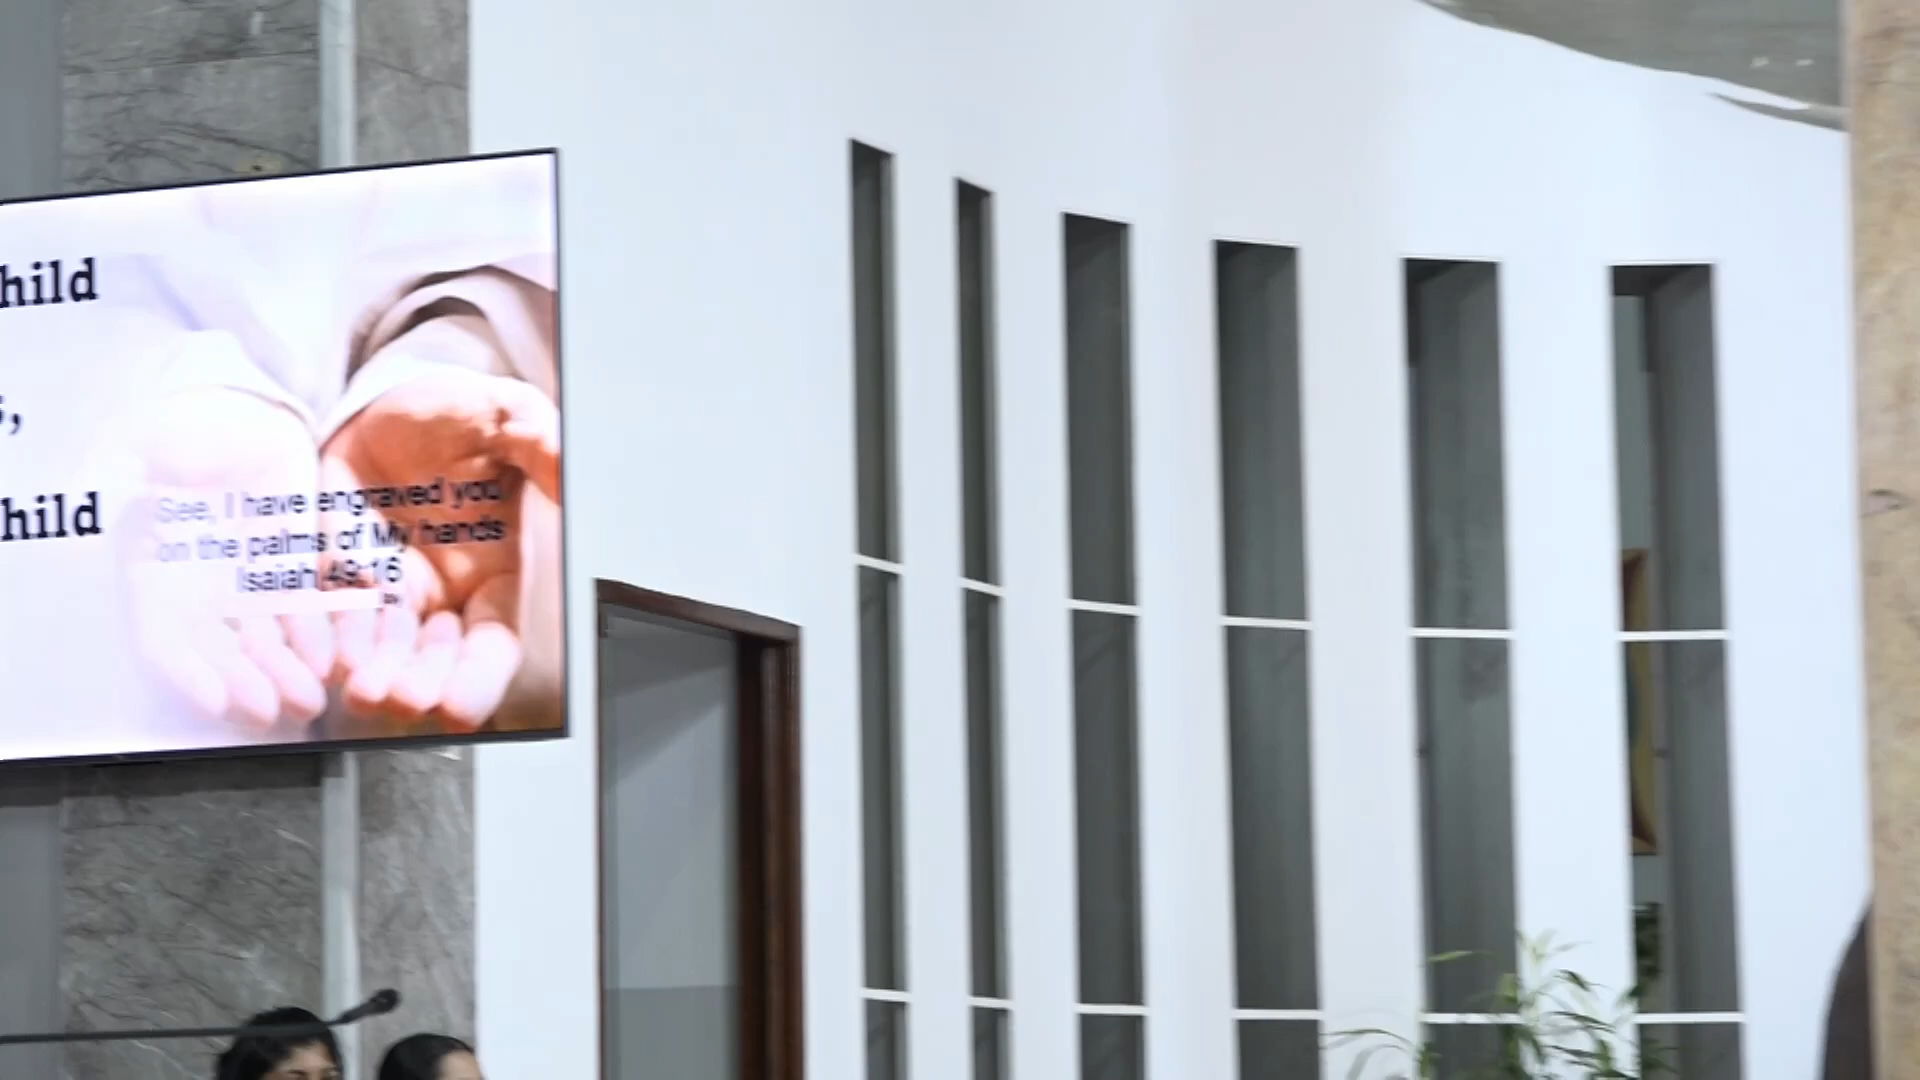 hild
s,
hild
See, I have engraved you
on the palms of My hands
Isaiah 49:16